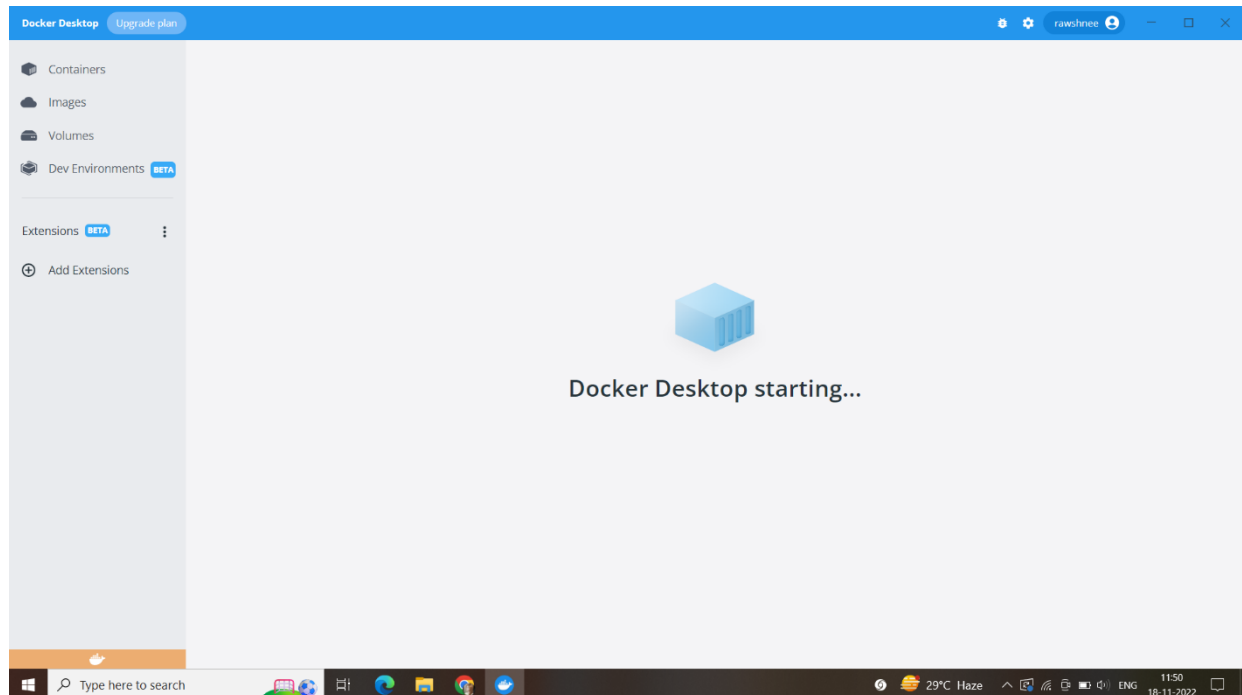 Docker Desktop Upgrade plan rawshnee
Containers
Images
Volumes
Dev Environments BETA
Extensions BETA
Add Extensions
Docker Desktop starting...
Type here to search 29°C Haze ENG 11:50
18-11-2022